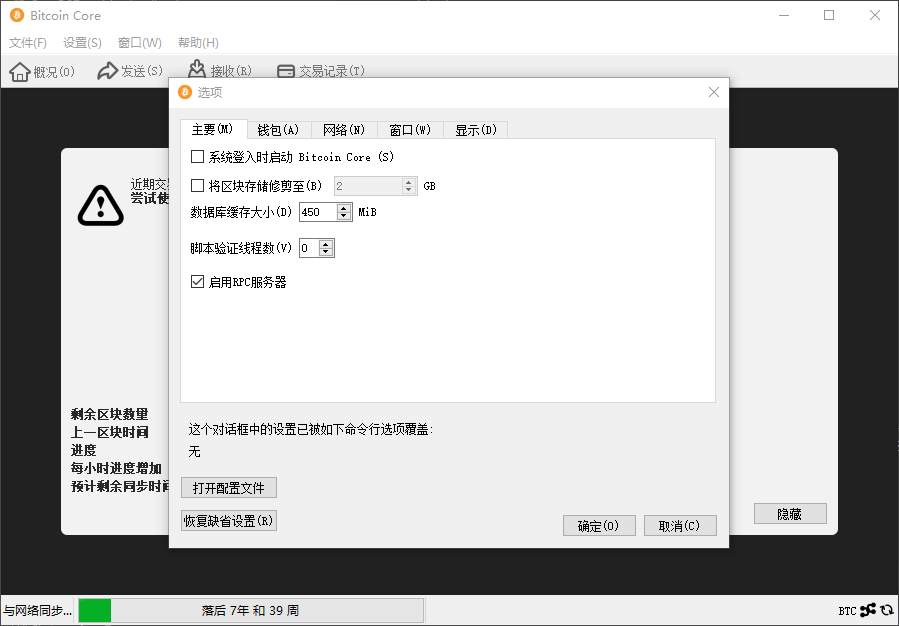 Bitcoin Core
文件(F) 设置(S) 窗口(W) 帮助(H)
概况(O) 发送(S) 接收(R) 交易记录(T)
选项
主要(M) 钱包(A) 网络(N) 窗口(W) 显示(D)
系统登入时启动 Bitcoin Core (S)
将区块存储修剪至(B) 2 GB
数据库缓存大小(D) 450 MiB
脚本验证线程数(V) 0
启用RPC服务器
近期交
尝试使
剩余区块数量
上一区块时间
进度
每小时进度增加
预计剩余同步时间
这个对话框中的设置已被如下命令行选项覆盖:
无
打开配置文件
恢复缺省设置(R)
确定(O) 取消(C)
隐藏
与网络同步... 落后 7年 和 39 周 BTC